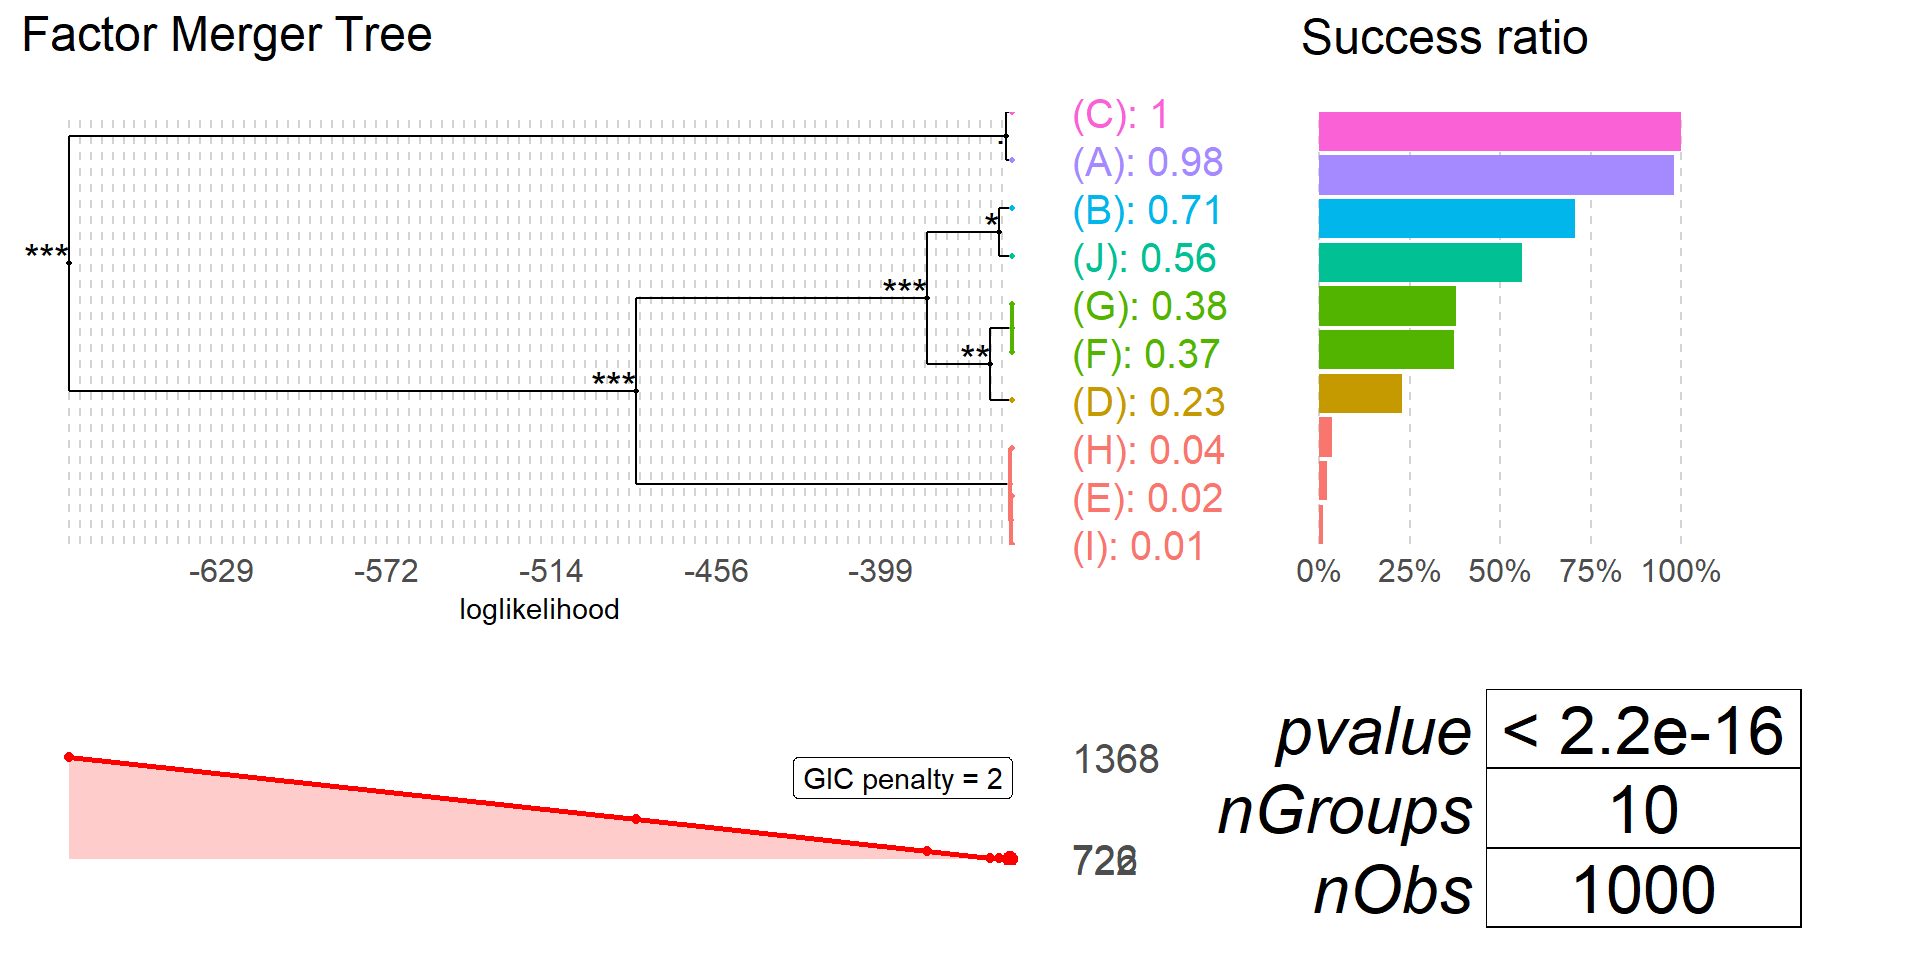 Factor Merger Tree
Success ratio
(C): 1
(A): 0.98
(B): 0.71
(J): 0.56
(G): 0.38
(F): 0.37
(D): 0.23
(H): 0.04
(E): 0.02
(I): 0.01
.
*
***
***
**
***
-629 -572 -514 -456 -399
loglikelihood
0% 25% 50% 75% 100%
GIC penalty = 2
1368
pvalue < 2.2e-16
nGroups 10
nObs 1000